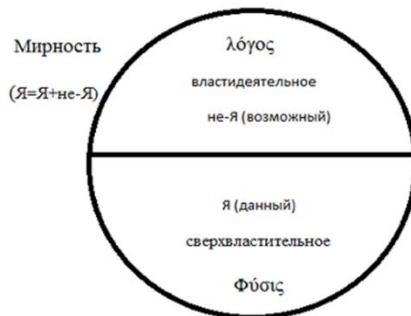 Мирность
(Я=Я+не-Я)
λόγος
властидеятельное
не-Я (возможный)
Я (данный)
сверхвластительное
Φύσις